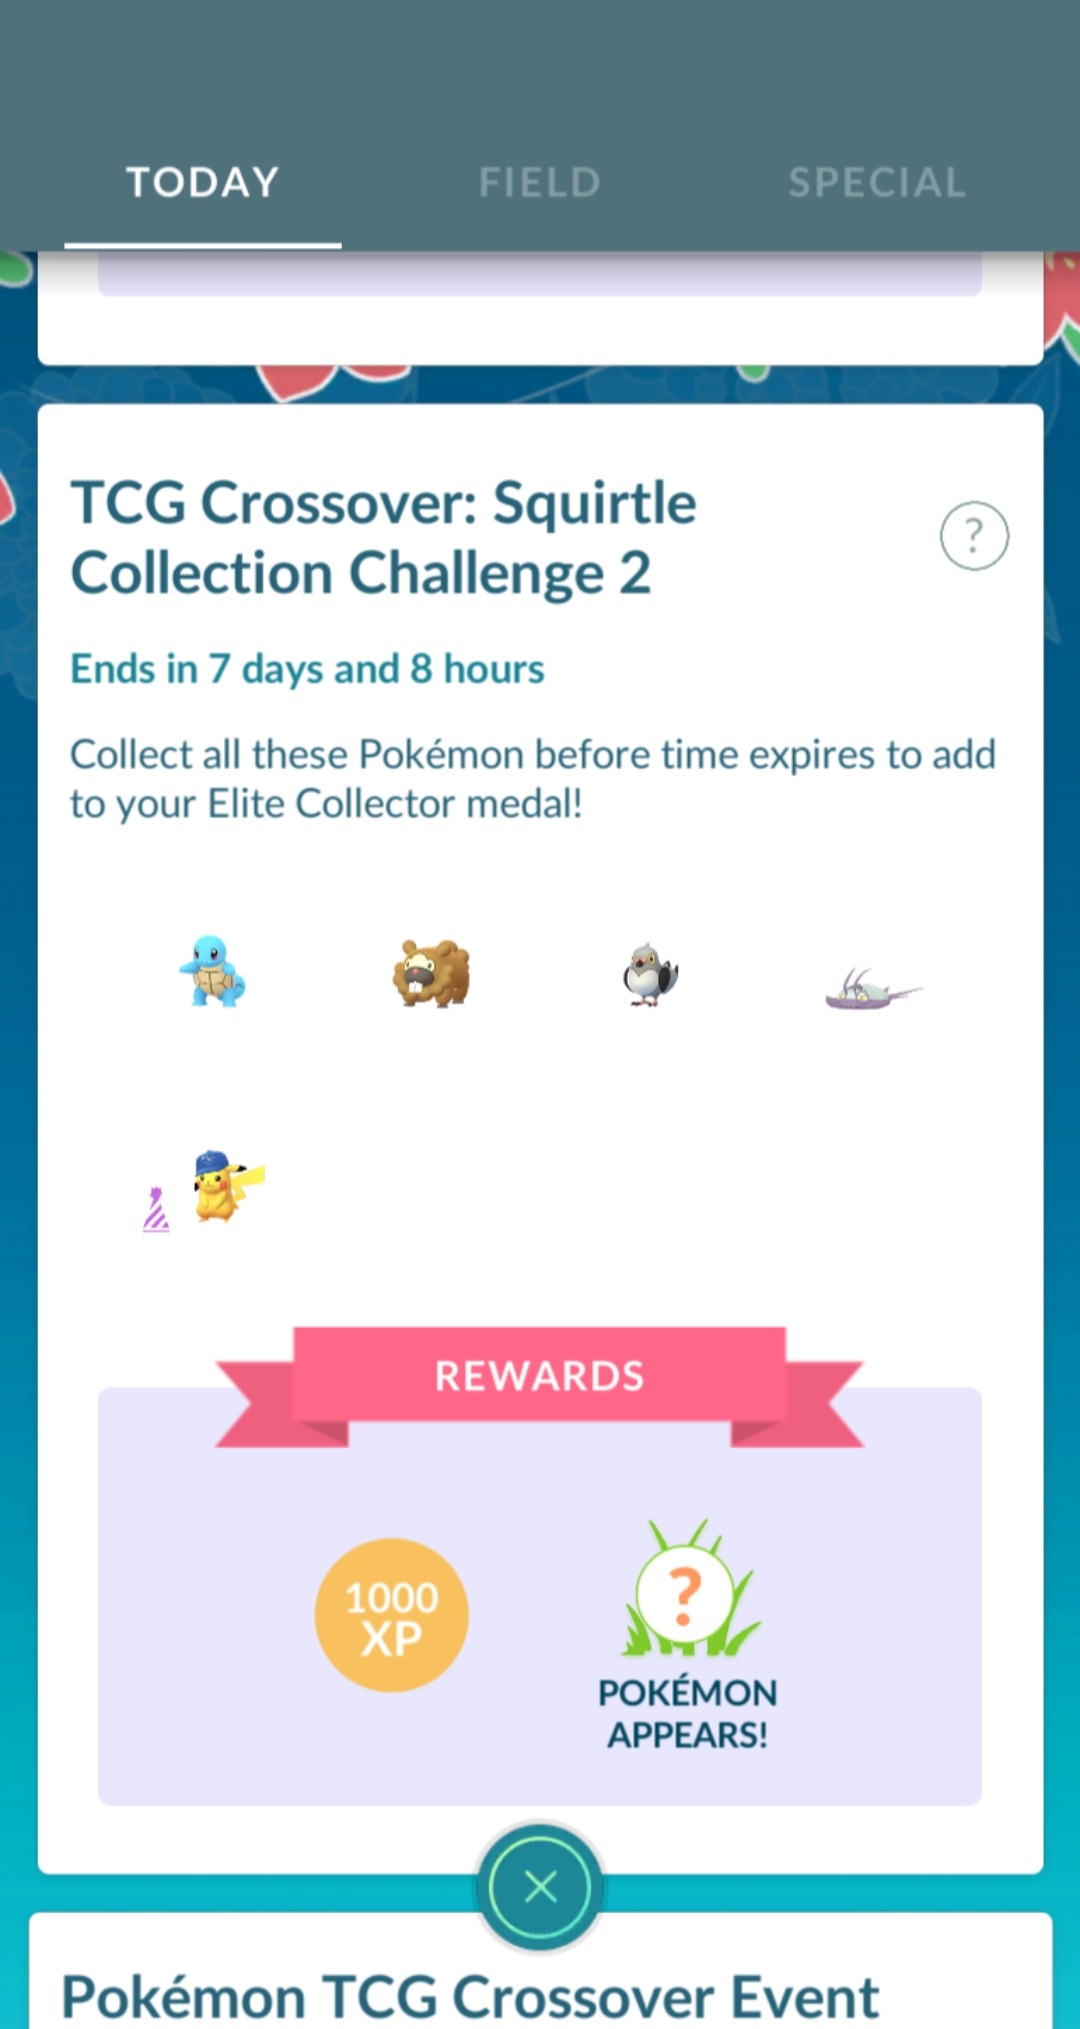 TODAY FIELD SPECIAL
TCG Crossover: Squirtle
Collection Challenge 2
?
Ends in 7 days and 8 hours
Collect all these Pokémon before time expires to add
to your Elite Collector medal!
REWARDS
1000
XP
?
POKÉMON
APPEARS!
Pokémon TCG Crossover Event